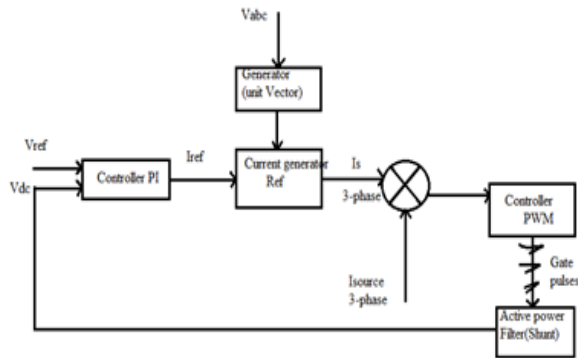 Vabc
Generator
(unit Vector)
Vref
Vdc
Controller PI
Iref
Current generator
Ref
Is
3-phase
Controller
PWM
Isource
3-phase
Gate
pulses
Active power
Filter(Shunt)